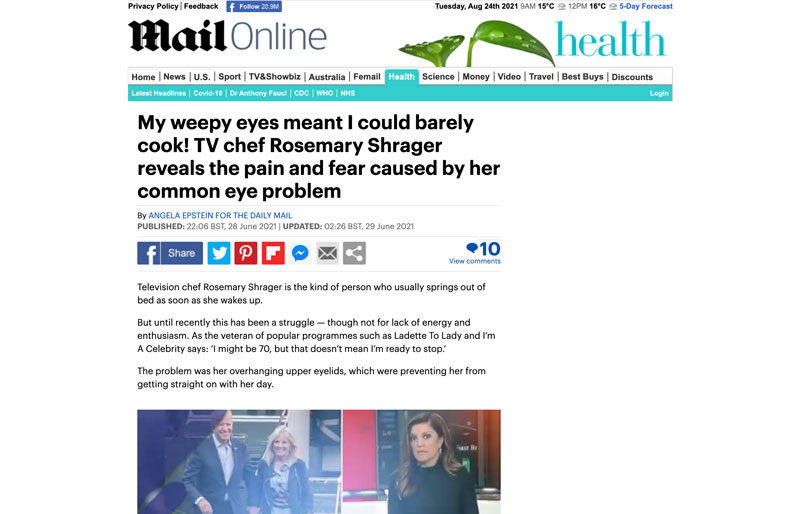 Privacy Policy | Feedback Follow 20.9M Tuesday, Aug 24th 2021 9AM 15°C 12PM 16°C 5-Day Forecast
Mail Online health
Home News U.S. Sport TV&Showbiz Australia Femail Health Science Money Video Travel Best Buys Discounts
Latest Headlines Covid-19 Dr Anthony Fauci CDC WHO NHS Login
My weepy eyes meant I could barely
cook! TV chef Rosemary Shrager
reveals the pain and fear caused by her
common eye problem
By ANGELA EPSTEIN FOR THE DAILY MAIL
PUBLISHED: 22:06 BST, 28 June 2021 | UPDATED: 02:26 BST, 29 June 2021
Share 10
View comments
Television chef Rosemary Shrager is the kind of person who usually springs out of
bed as soon as she wakes up.
But until recently this has been a struggle — though not for lack of energy and
enthusiasm. As the veteran of popular programmes such as Ladette To Lady and I'm
A Celebrity says: 'I might be 70, but that doesn't mean I'm ready to stop.'
The problem was her overhanging upper eyelids, which were preventing her from
getting straight on with her day.